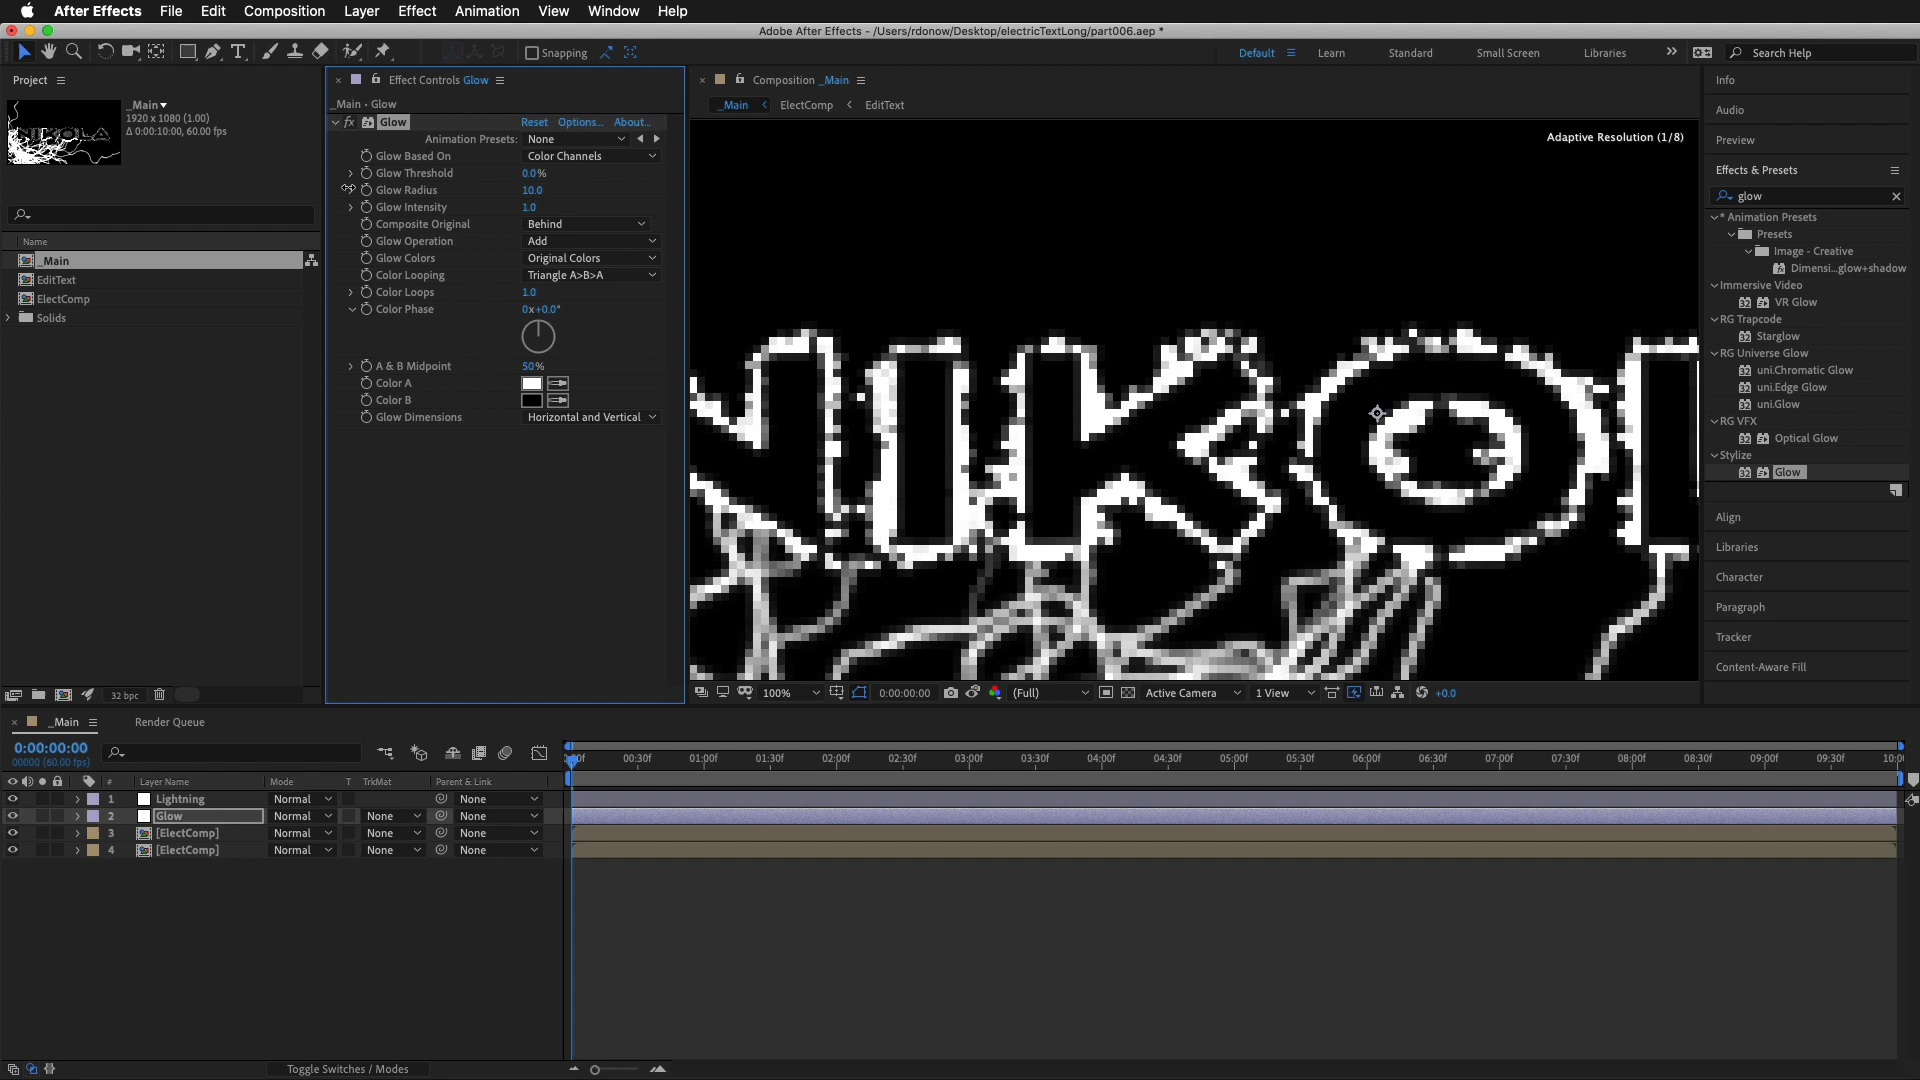 After Effects File Edit Composition Layer Effect Animation View Window Help
Adobe After Effects - /Users/rdonow/Desktop/electricTextLong/part006.aep *
Snapping
Default Learn Standard Small Screen Libraries
Search Help
Project
_Main
1920 x 1080 (1.00)
Δ 0:00:10:00, 60.00 fps
Name
_Main
EditText
ElectComp
Solids
32 bpc
Effect Controls Glow
_Main • Glow
fx Glow Reset Options... About...
Animation Presets: None
Glow Based On Color Channels
Glow Threshold 0.0%
Glow Radius 10.0
Glow Intensity 1.0
Composite Original Behind
Glow Operation Add
Glow Colors Original Colors
Color Looping Triangle A>B>A
Color Loops 1.0
Color Phase 0x+0.0°
A & B Midpoint 50%
Color A
Color B
Glow Dimensions Horizontal and Vertical
Composition _Main
_Main ElectComp EditText
Adaptive Resolution (1/8)
NIKO
100% 0:00:00:00 (Full) Active Camera 1 View +0.0
Info
Audio
Preview
Effects & Presets
glow
* Animation Presets
Presets
Image - Creative
Dimensi...glow+shadow
Immersive Video
VR Glow
RG Trapcode
Starglow
RG Universe Glow
uni.Chromatic Glow
uni.Edge Glow
uni.Glow
RG VFX
Optical Glow
Stylize
Glow
Align
Libraries
Character
Paragraph
Tracker
Content-Aware Fill
_Main Render Queue
0:00:00:00
00000 (60.00 fps)
# Layer Name Mode T TrkMat Parent & Link
1 Lightning Normal None
2 Glow Normal None None
3 [ElectComp] Normal None None
4 [ElectComp] Normal None None
00:30f 01:00f 01:30f 02:00f 02:30f 03:00f 03:30f 04:00f 04:30f 05:00f 05:30f 06:00f 06:30f 07:00f 07:30f 08:00f 08:30f 09:00f 09:30f 10:00
Toggle Switches / Modes